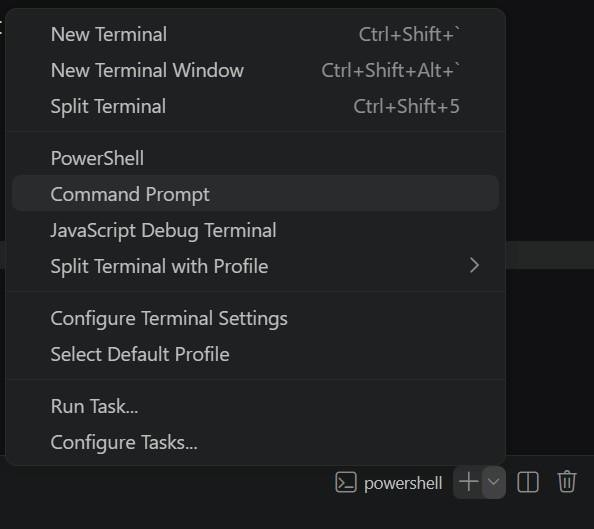 New Terminal Ctrl+Shift+`
New Terminal Window Ctrl+Shift+Alt+`
Split Terminal Ctrl+Shift+5
PowerShell
Command Prompt
JavaScript Debug Terminal
Split Terminal with Profile
Configure Terminal Settings
Select Default Profile
Run Task...
Configure Tasks...
powershell